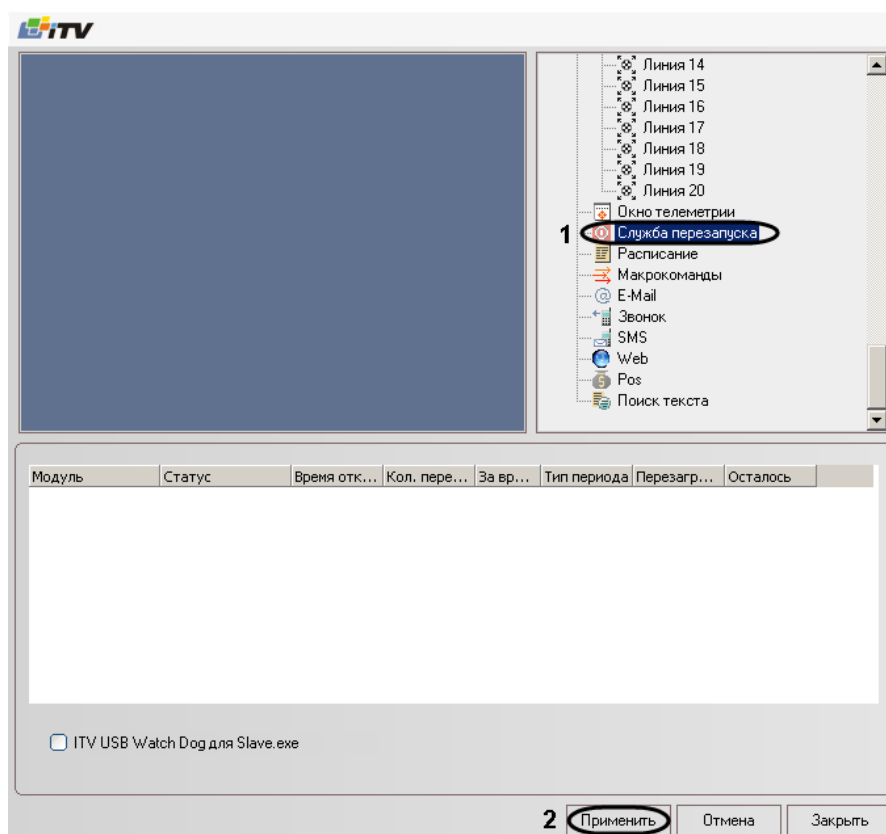 iTV
Линия 14
Линия 15
Линия 16
Линия 17
Линия 18
Линия 19
Линия 20
Окно телеметрии
1 Служба перезапуска
Расписание
Макрокоманды
E-Mail
Звонок
SMS
Web
Pos
Поиск текста
Модуль Статус Время отк... Кол. пере... За вр... Тип периода Перезагр... Осталось
ITV USB Watch Dog для Slave.exe
2 Применить Отмена Закрыть